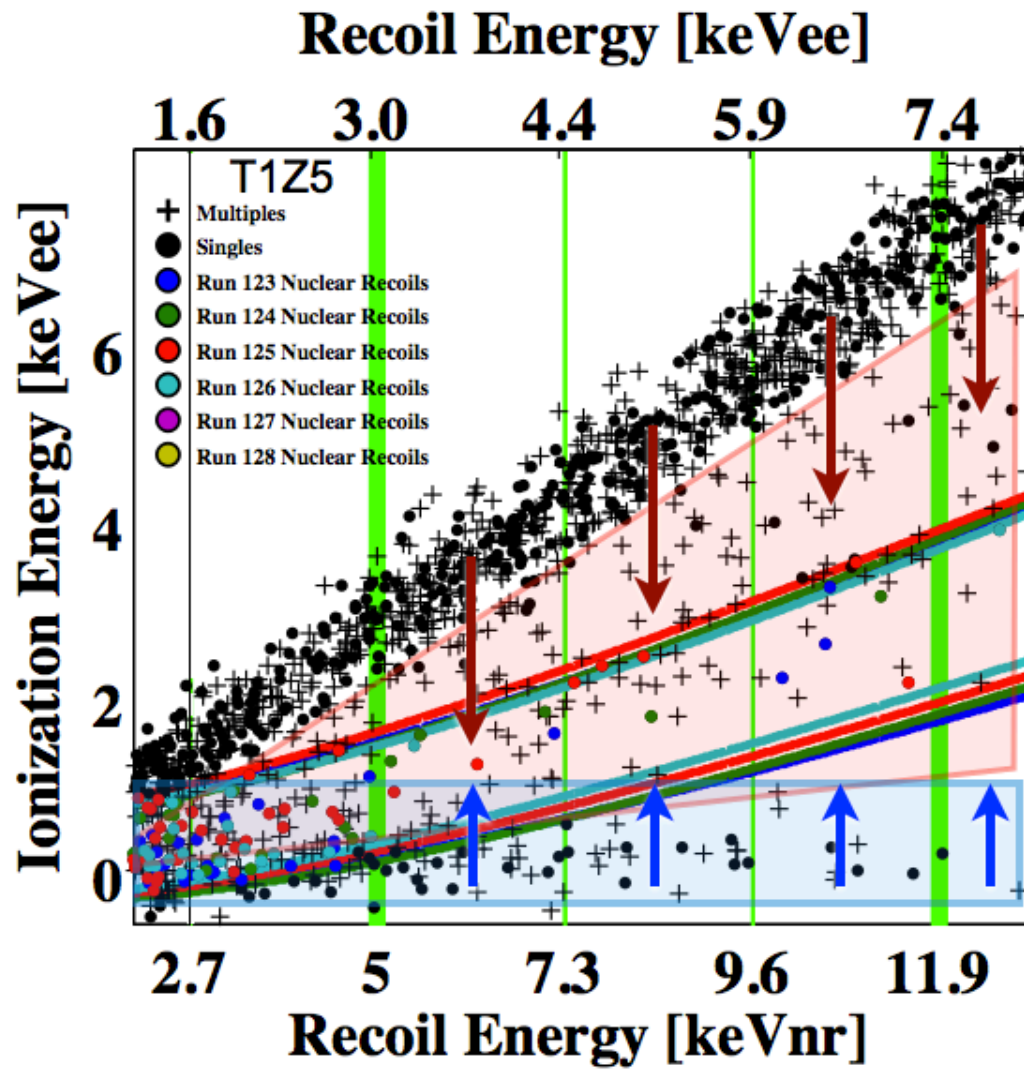 Recoil Energy [keVee]
1.6 3.0 4.4 5.9 7.4
T1Z5
Multiples
Singles
Run 123 Nuclear Recoils
Run 124 Nuclear Recoils
Run 125 Nuclear Recoils
Run 126 Nuclear Recoils
Run 127 Nuclear Recoils
Run 128 Nuclear Recoils
Ionization Energy [keVee]
6
4
2
0
2.7 5 7.3 9.6 11.9
Recoil Energy [keVnr]